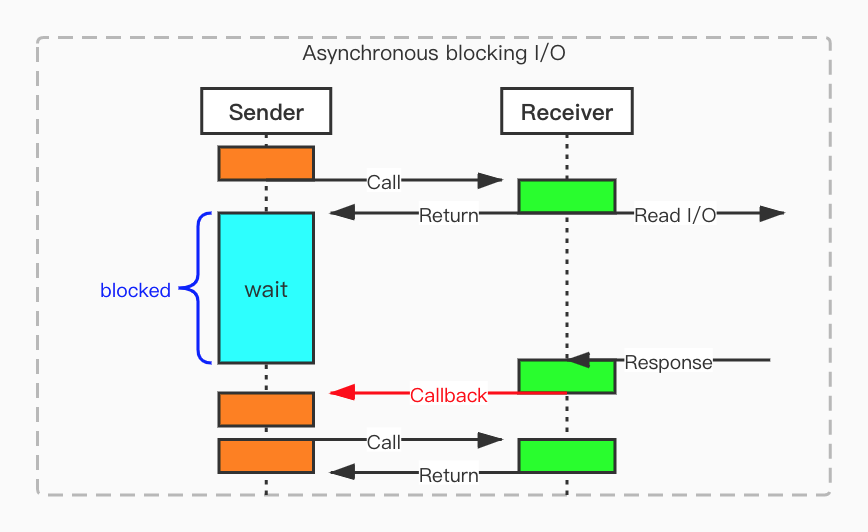 Asynchronous blocking I/O
Sender
Receiver
Call
Return
Read I/O
blocked
wait
Response
Callback
Call
Return